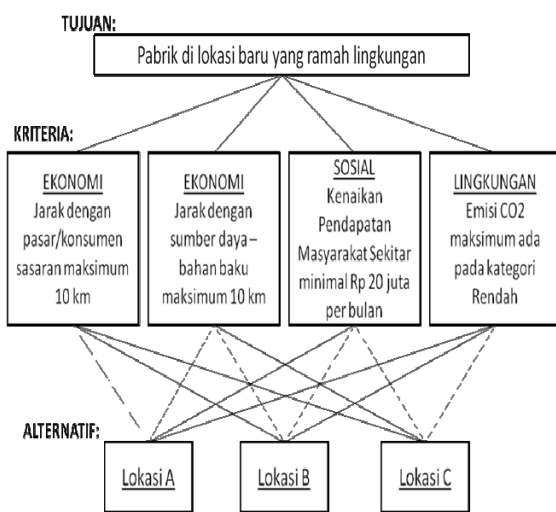 TUJUAN:
Pabrik di lokasi baru yang ramah lingkungan
KRITERIA:
EKONOMI
Jarak dengan
pasar/konsumen
sasaran maksimum
10 km
EKONOMI
Jarak dengan
sumber daya –
bahan baku
maksimum 10 km
SOSIAL
Kenaikan
Pendapatan
Masyarakat Sekitar
minimal Rp 20 juta
per bulan
LINGKUNGAN
Emisi CO2
maksimum ada
pada kategori
Rendah
ALTERNATIF:
Lokasi A
Lokasi B
Lokasi C